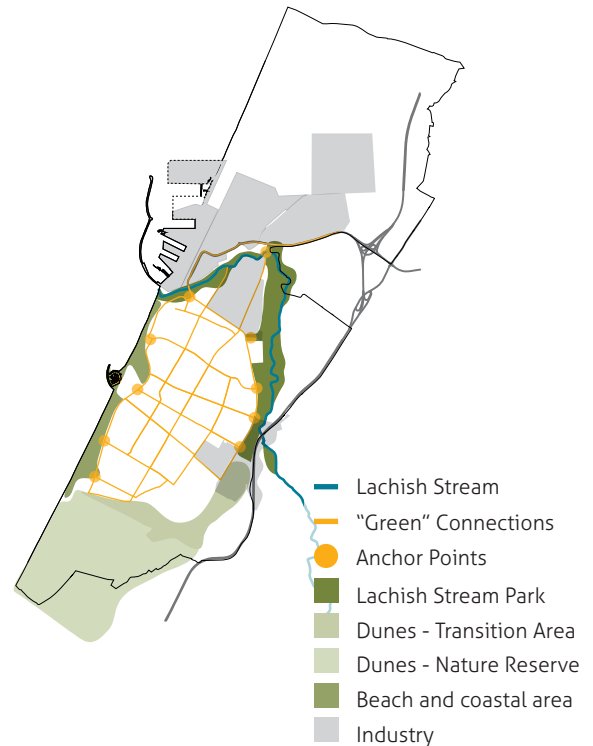 Lachish Stream
“Green” Connections
Anchor Points
Lachish Stream Park
Dunes - Transition Area
Dunes - Nature Reserve
Beach and coastal area
Industry